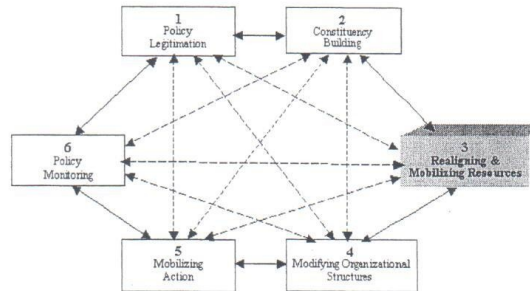 1
Policy
Legitimation
2
Constituency
Building
3
Realigning &
Mobilizing Resources
4
Modifying Organizational
Structures
5
Mobilizing
Action
6
Policy
Monitoring